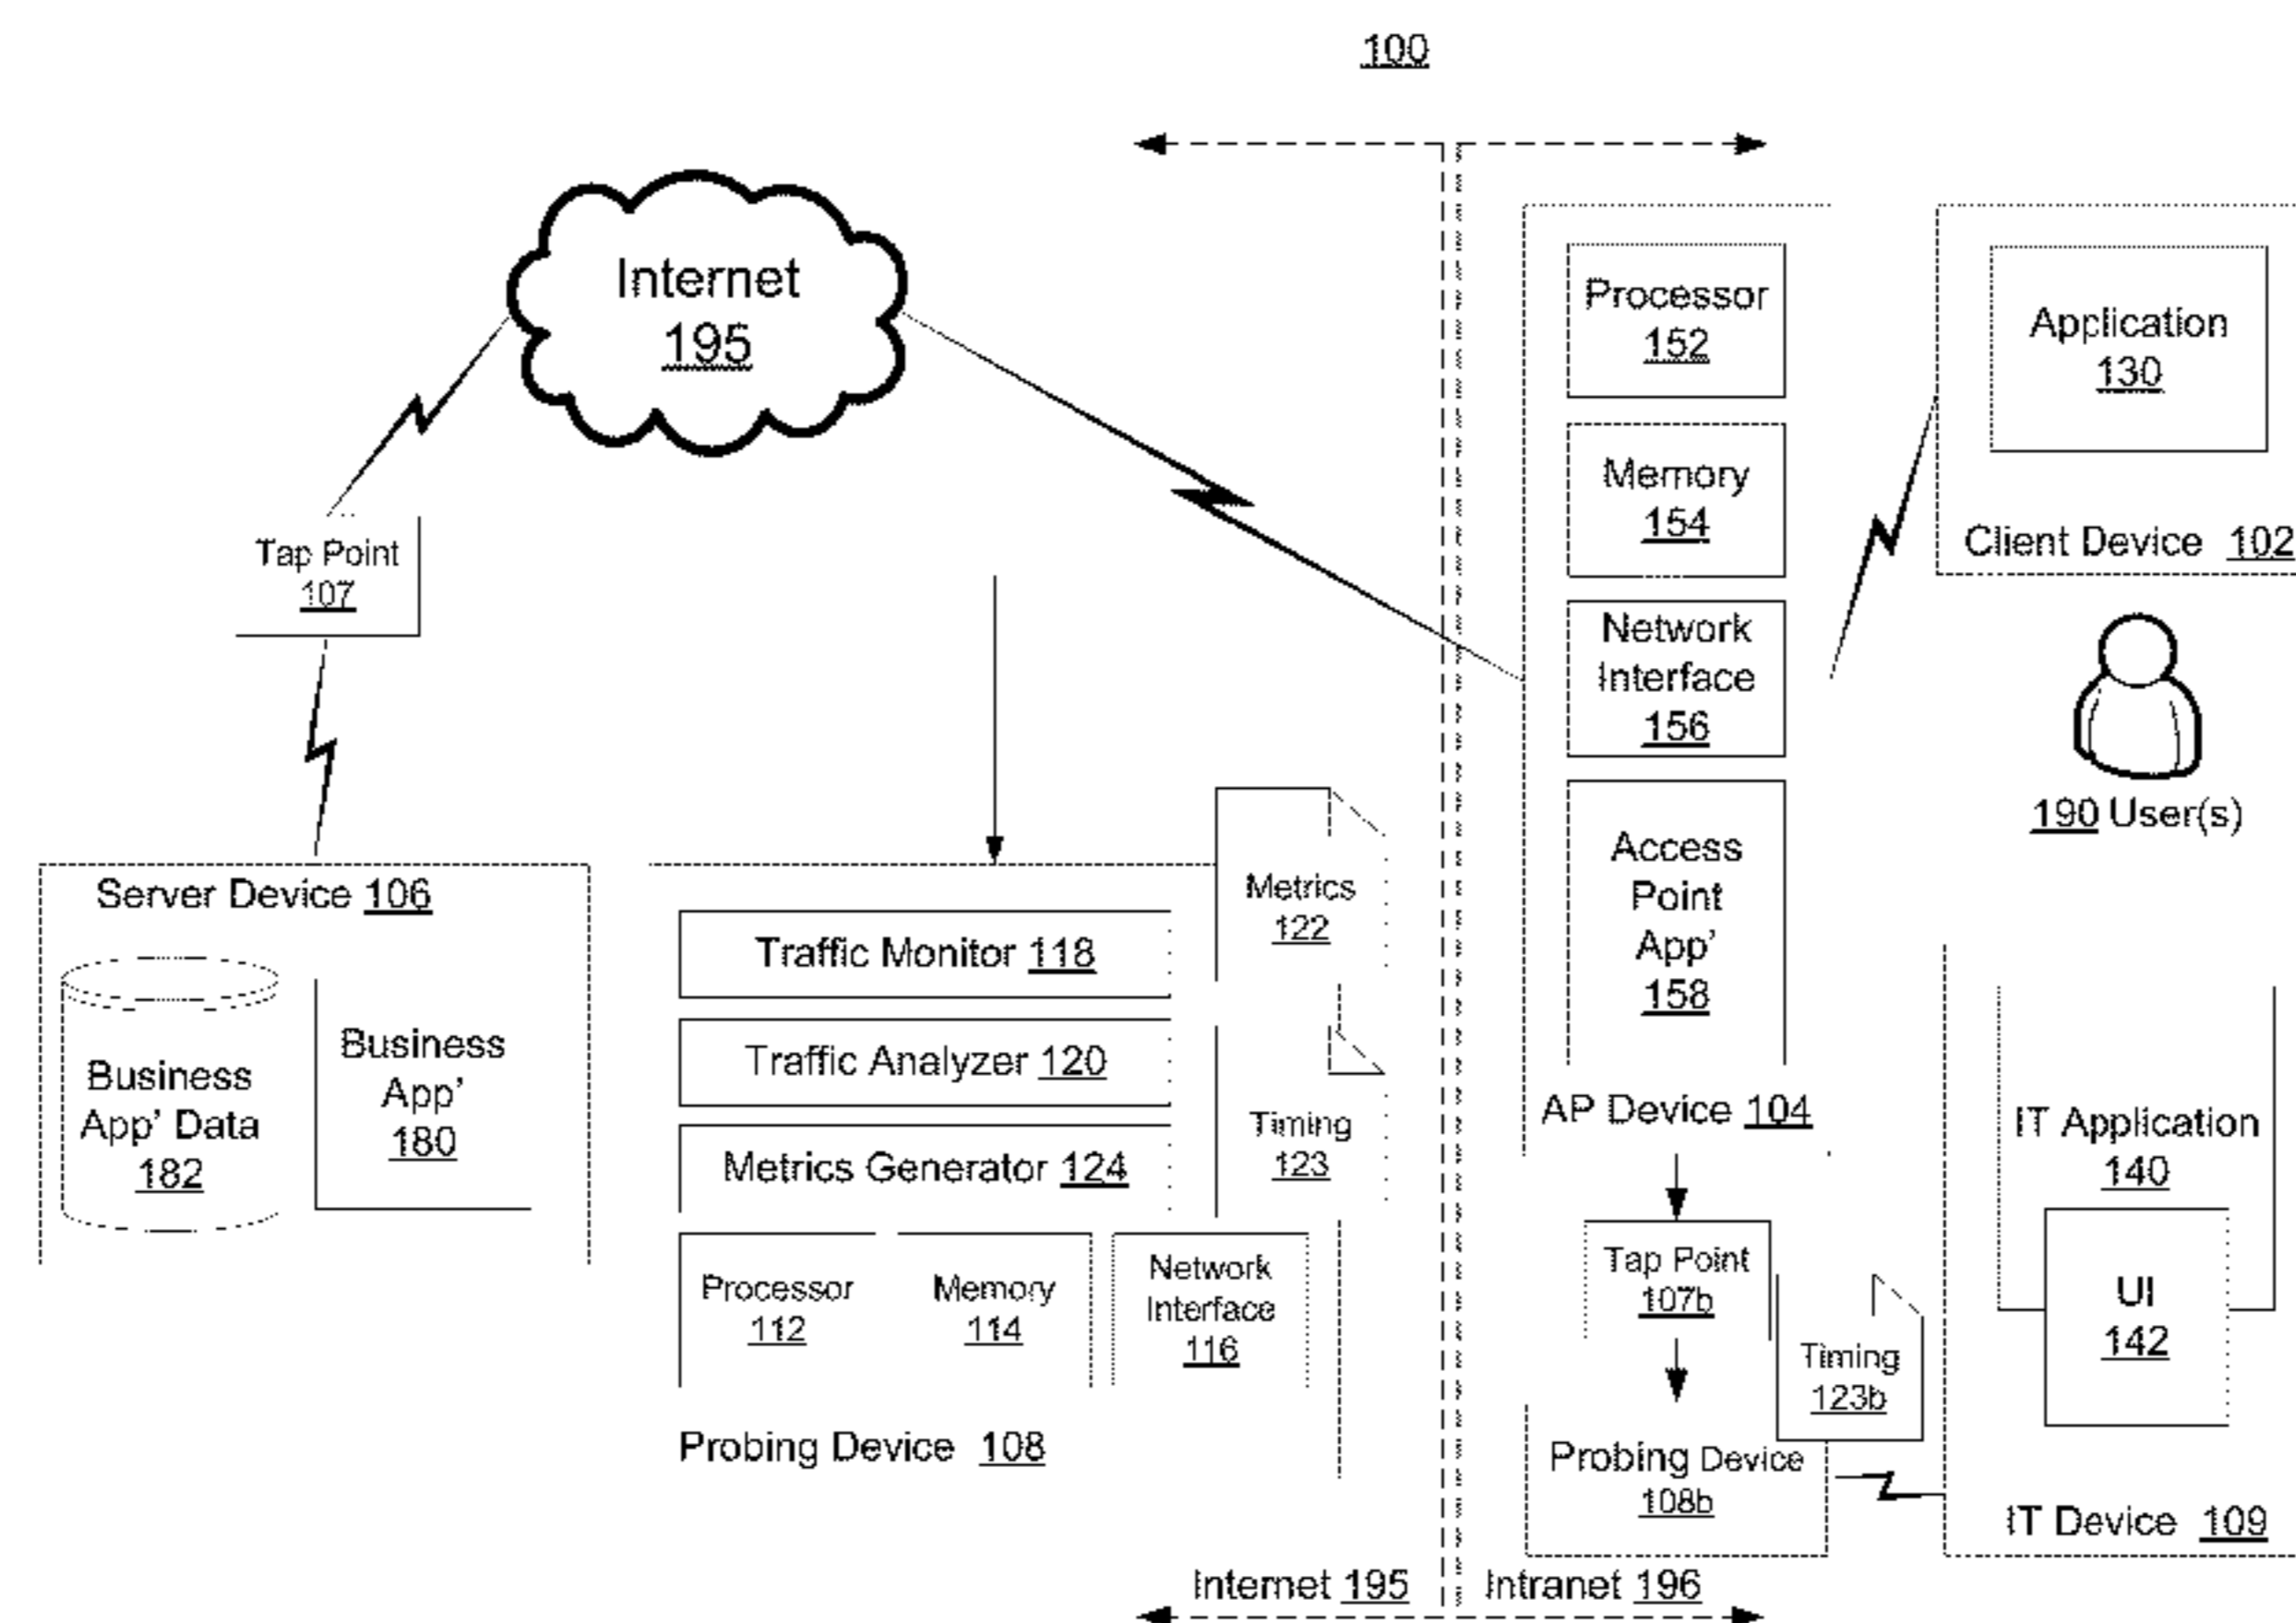 100
Internet
195
Tap Point
107
Server Device 106
Business
App' Data
182
Business
App'
180
Traffic Monitor 118
Traffic Analyzer 120
Metrics Generator 124
Metrics
122
Timing
123
Processor
112
Memory
114
Network
Interface
116
Probing Device 108
Processor
152
Memory
154
Network
Interface
156
Access
Point
App'
158
AP Device 104
Tap Point
107b
Timing
123b
Probing Device
108b
Application
130
Client Device 102
190 User(s)
IT Application
140
UI
142
IT Device 109
Internet 195
Intranet 196